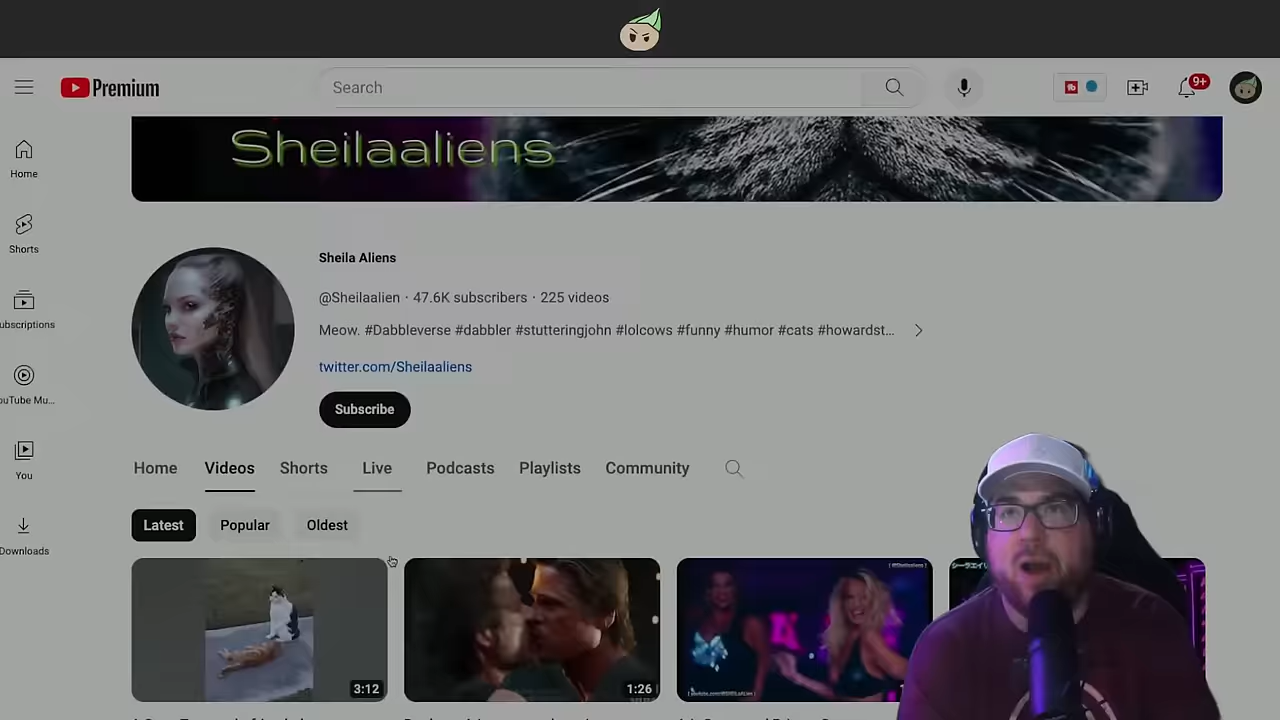 Premium
Search
9+
Home
Shorts
ubscriptions
ouTube Mu...
You
Downloads
Sheilaaliens
Sheila Aliens
@Sheilaalien · 47.6K subscribers · 225 videos
Meow. #Dabbleverse #dabbler #stutteringjohn #lolcows #funny #humor #cats #howardst...
twitter.com/Sheilaaliens
Subscribe
Home Videos Shorts Live Podcasts Playlists Community
Latest Popular Oldest
3:12
1:26